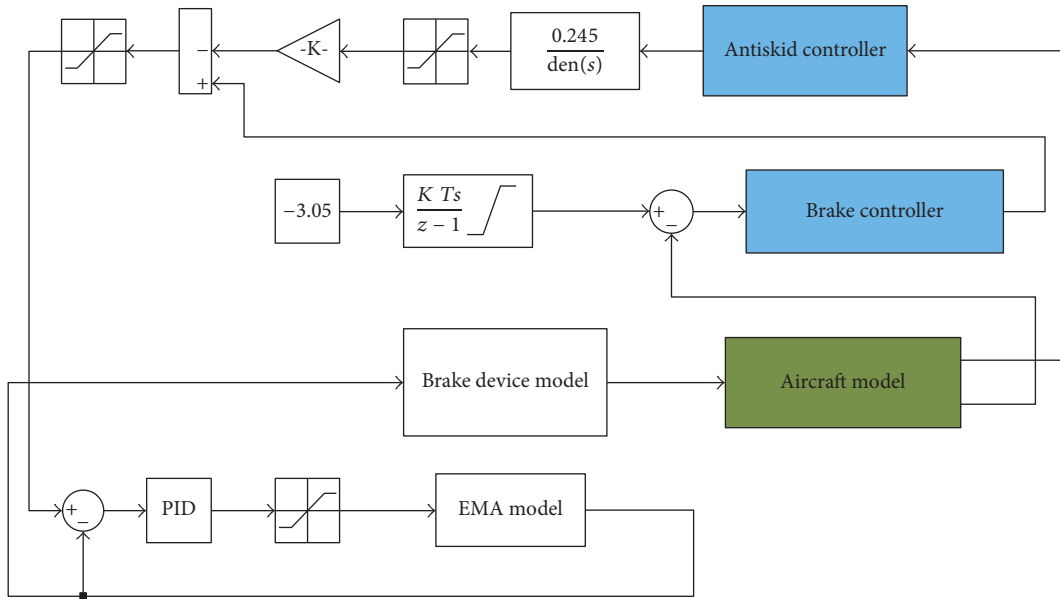 -K-
0.245
den(s)
Antiskid controller
−
+
−3.05
K Ts
z − 1
+
−
Brake controller
Brake device model
Aircraft model
+
−
PID
EMA model